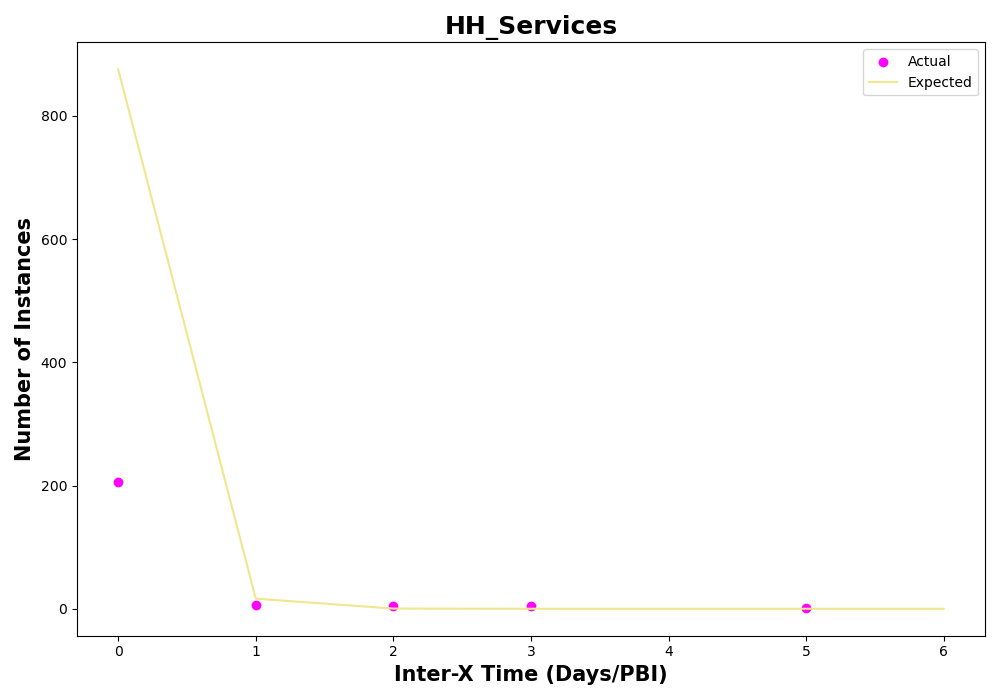 HH_Services
Actual
Expected
Number of Instances
800
600
400
200
0
0 1 2 3 4 5 6
Inter-X Time (Days/PBI)